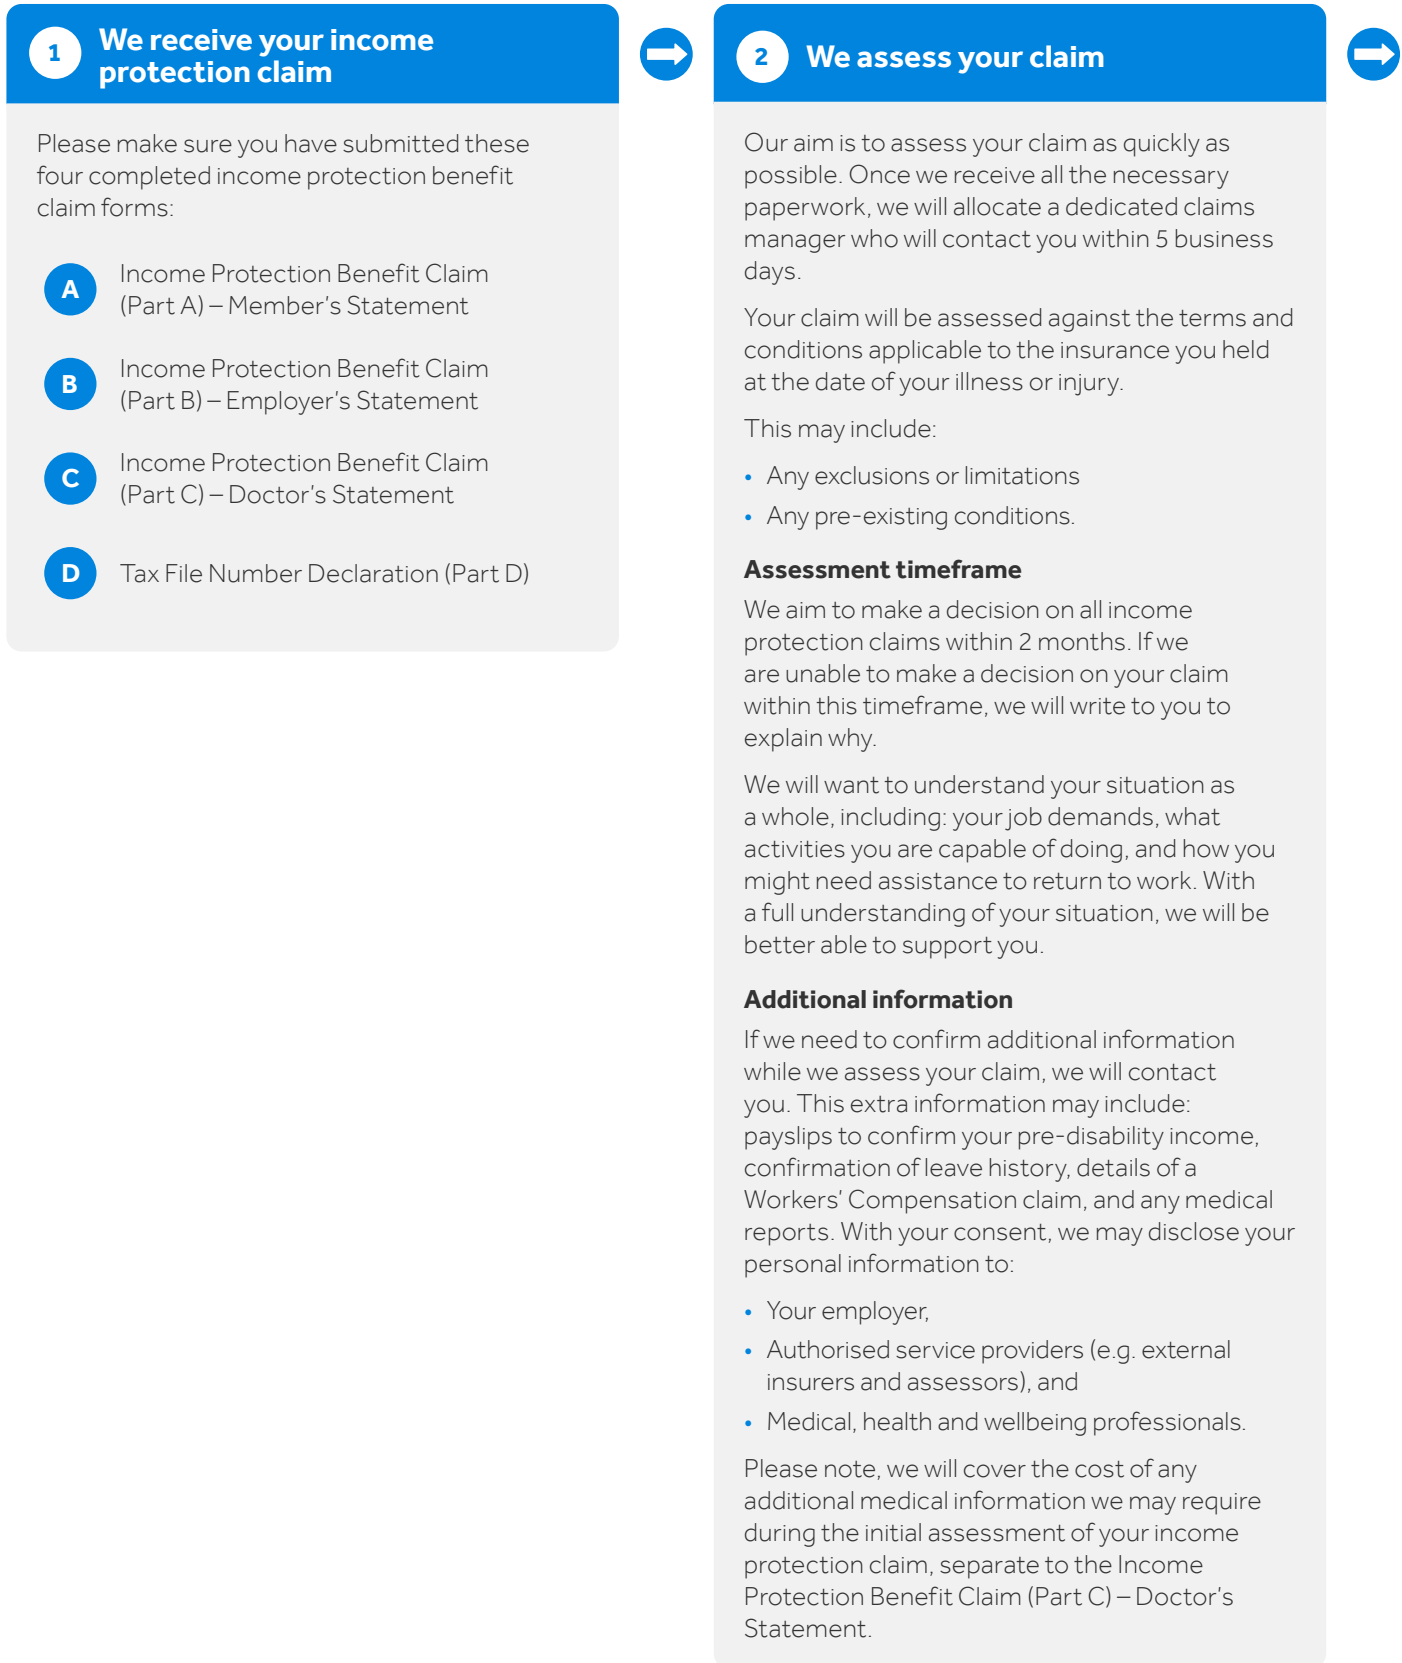 1
We receive your income
protection claim
Please make sure you have submitted these
four completed income protection benefit
claim forms:
A
Income Protection Benefit Claim
(Part A) – Member's Statement
B
Income Protection Benefit Claim
(Part B) – Employer's Statement
C
Income Protection Benefit Claim
(Part C) – Doctor's Statement
D
Tax File Number Declaration (Part D)
2
We assess your claim
Our aim is to assess your claim as quickly as
possible. Once we receive all the necessary
paperwork, we will allocate a dedicated claims
manager who will contact you within 5 business
days.
Your claim will be assessed against the terms and
conditions applicable to the insurance you held
at the date of your illness or injury.
This may include:
• Any exclusions or limitations
• Any pre-existing conditions.
Assessment timeframe
We aim to make a decision on all income
protection claims within 2 months. If we
are unable to make a decision on your claim
within this timeframe, we will write to you to
explain why.
We will want to understand your situation as
a whole, including: your job demands, what
activities you are capable of doing, and how you
might need assistance to return to work. With
a full understanding of your situation, we will be
better able to support you.
Additional information
If we need to confirm additional information
while we assess your claim, we will contact
you. This extra information may include:
payslips to confirm your pre-disability income,
confirmation of leave history, details of a
Workers' Compensation claim, and any medical
reports. With your consent, we may disclose your
personal information to:
• Your employer,
• Authorised service providers (e.g. external
insurers and assessors), and
• Medical, health and wellbeing professionals.
Please note, we will cover the cost of any
additional medical information we may require
during the initial assessment of your income
protection claim, separate to the Income
Protection Benefit Claim (Part C) – Doctor's
Statement.